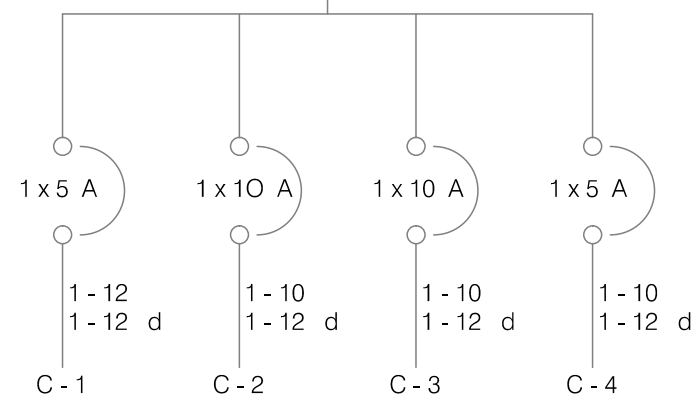 1 x 5 A
1 x 1O A
1 x 10 A
1 x 5 A
1 - 12
1 - 12 d
1 - 10
1 - 12 d
1 - 10
1 - 12 d
1 - 10
1 - 12 d
C - 1
C - 2
C - 3
C - 4